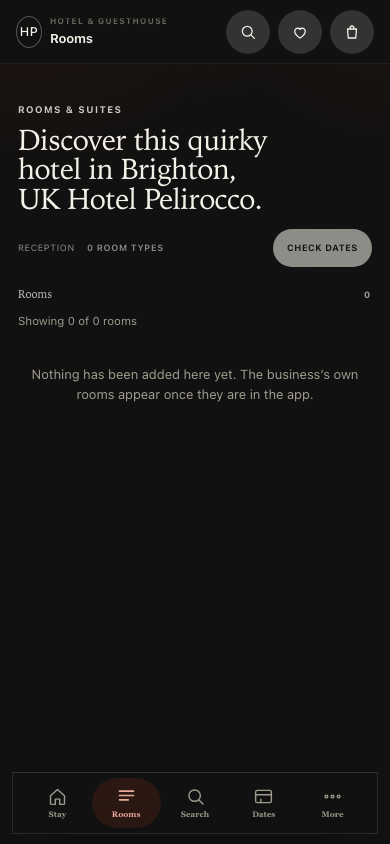 HP
HOTEL & GUESTHOUSE
Rooms
ROOMS & SUITES
Discover this quirky
hotel in Brighton,
UK Hotel Pelirocco.
RECEPTION 0 ROOM TYPES
CHECK DATES
Rooms 0
Showing 0 of 0 rooms
Nothing has been added here yet. The business's own
rooms appear once they are in the app.
Stay Rooms Search Dates More